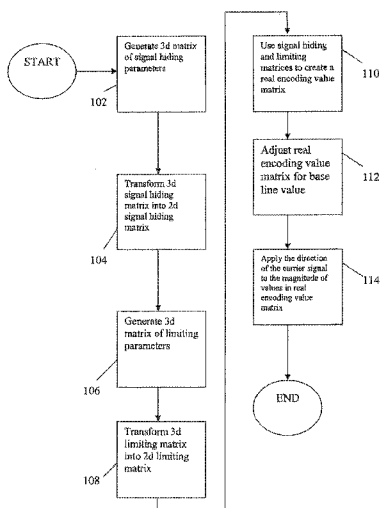 START
Generate 3d matrix
of signal hiding
parameters
102
Transform 3d
signal hiding
matrix into 2d
signal hiding
matrix
104
Generate 3d
matrix of limiting
parameters
106
Transform 3d
limiting matrix
into 2d limiting
matrix
108
Use signal hiding
and limiting
matrices to create a
real encoding value
matrix
110
Adjust real
encoding value
matrix for base
line value
112
Apply the direction
of the carrier signal
to the magnitude of
values in real
encoding value
matrix
114
END